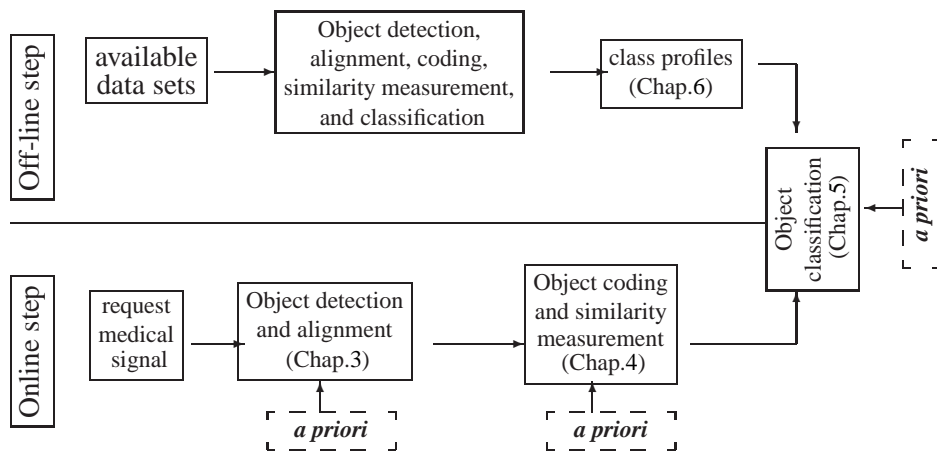 Off-line step
available
data sets
Object detection,
alignment, coding,
similarity measurement,
and classification
class profiles
(Chap.6)
Object
classification
(Chap.5)
a priori
Online step
request
medical
signal
Object detection
and alignment
(Chap.3)
a priori
Object coding
and similarity
measurement
(Chap.4)
a priori